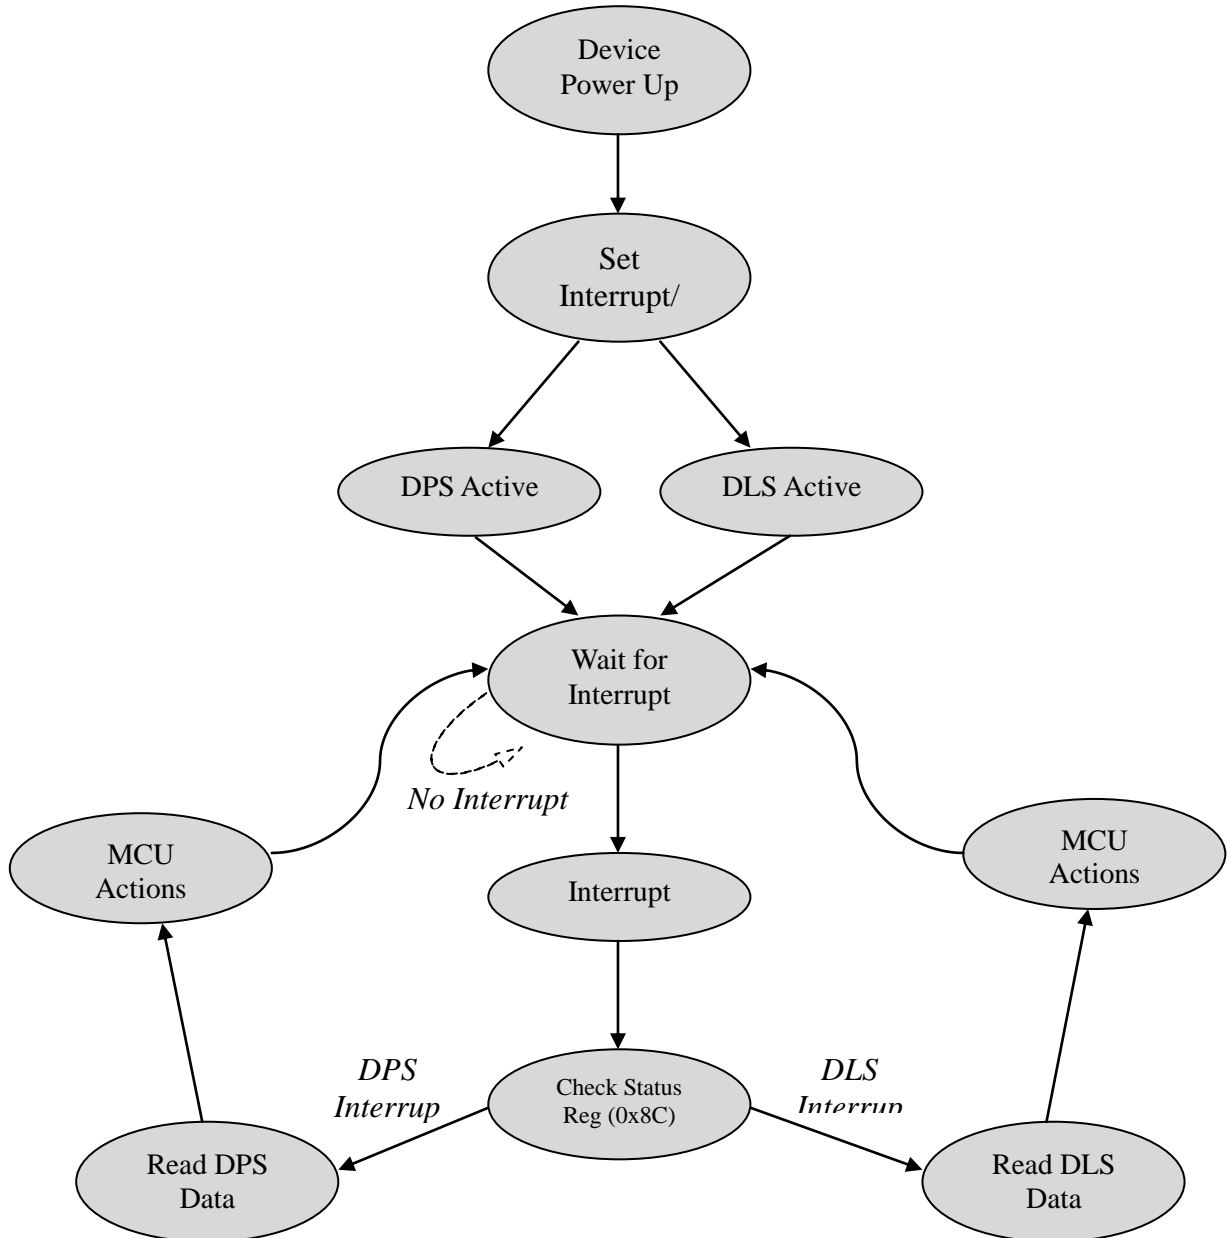 Device
Power Up
Set
Interrupt/
DPS Active
DLS Active
Wait for
Interrupt
No Interrupt
MCU
Actions
MCU
Actions
Interrupt
DPS
Interrup
Check Status
Reg (0x8C)
DLS
Interrup
Read DPS
Data
Read DLS
Data